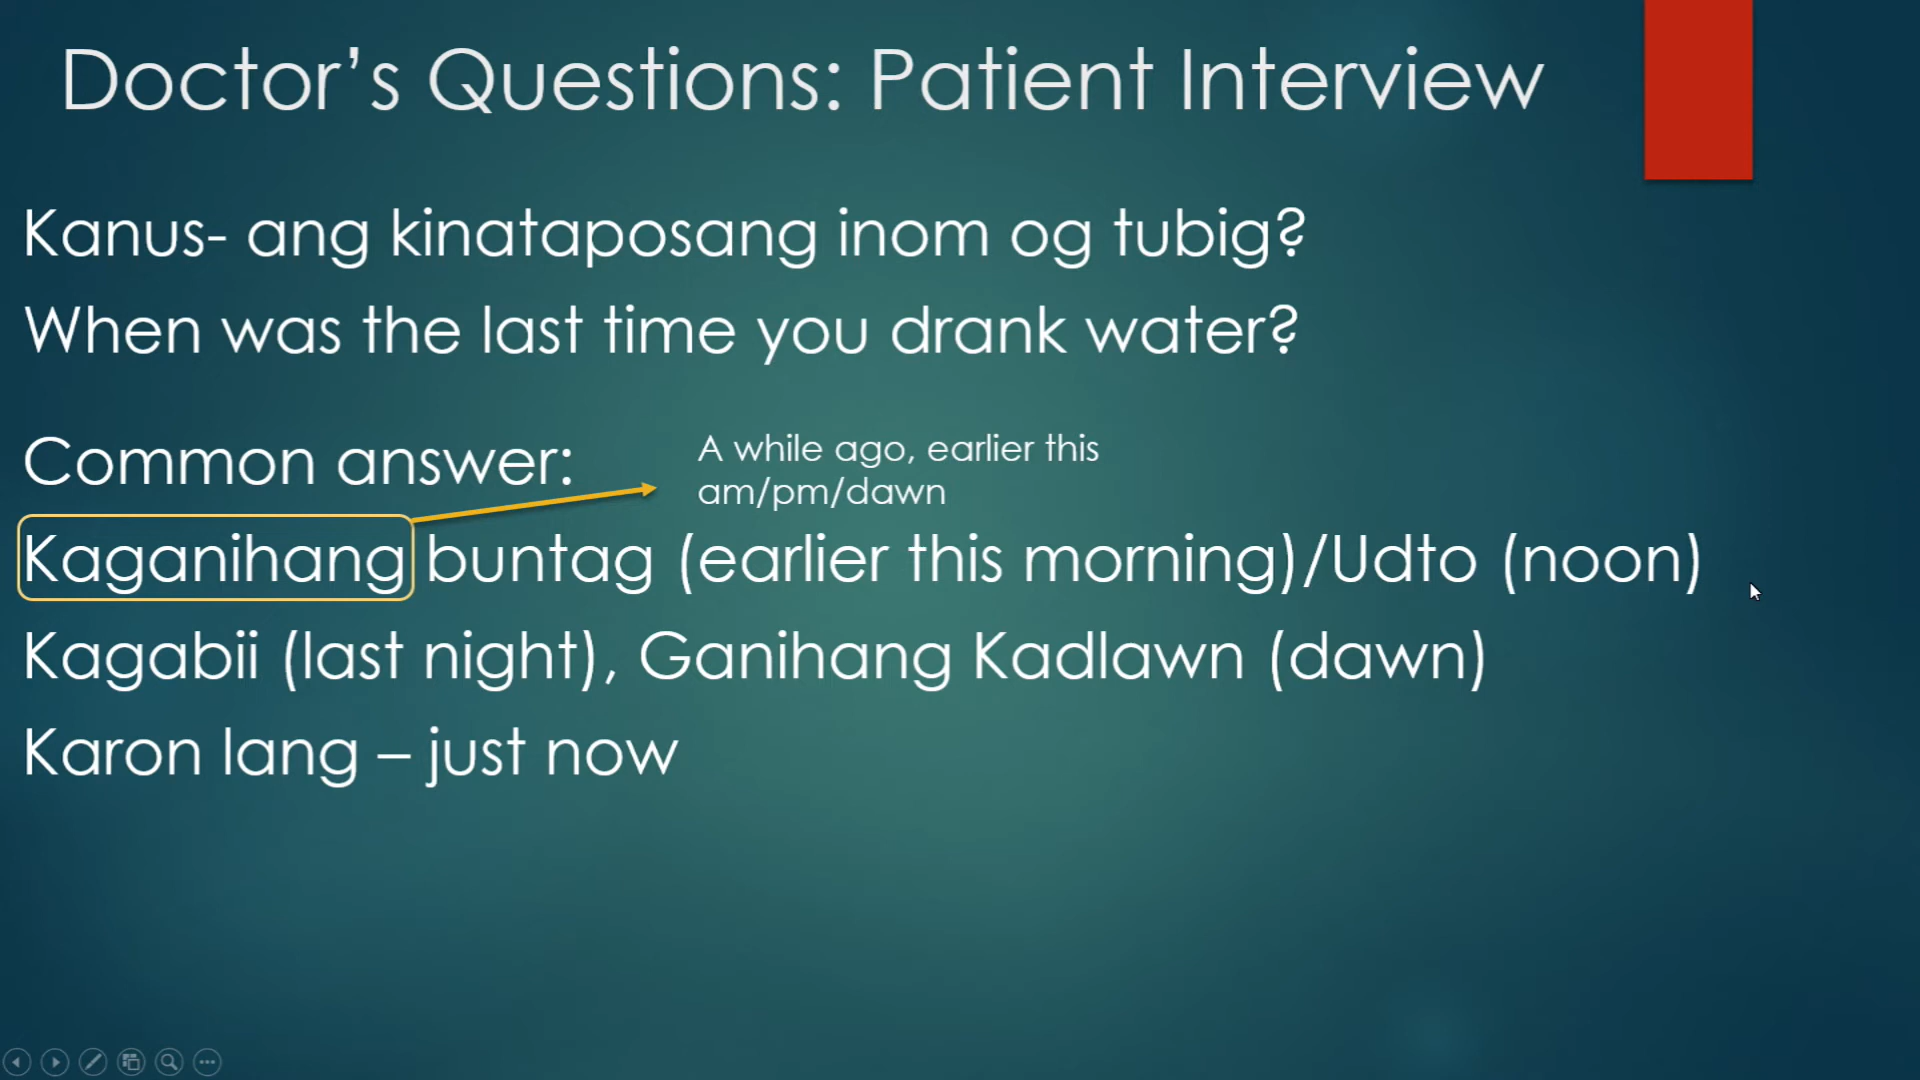 Doctor’s Questions: Patient Interview
Kanus- ang kinataposang inom og tubig?
When was the last time you drank water?
Common answer:
A while ago, earlier this
am/pm/dawn
Kaganihang buntag (earlier this morning)/Udto (noon)
Kagabii (last night), Ganihang Kadlawn (dawn)
Karon lang – just now